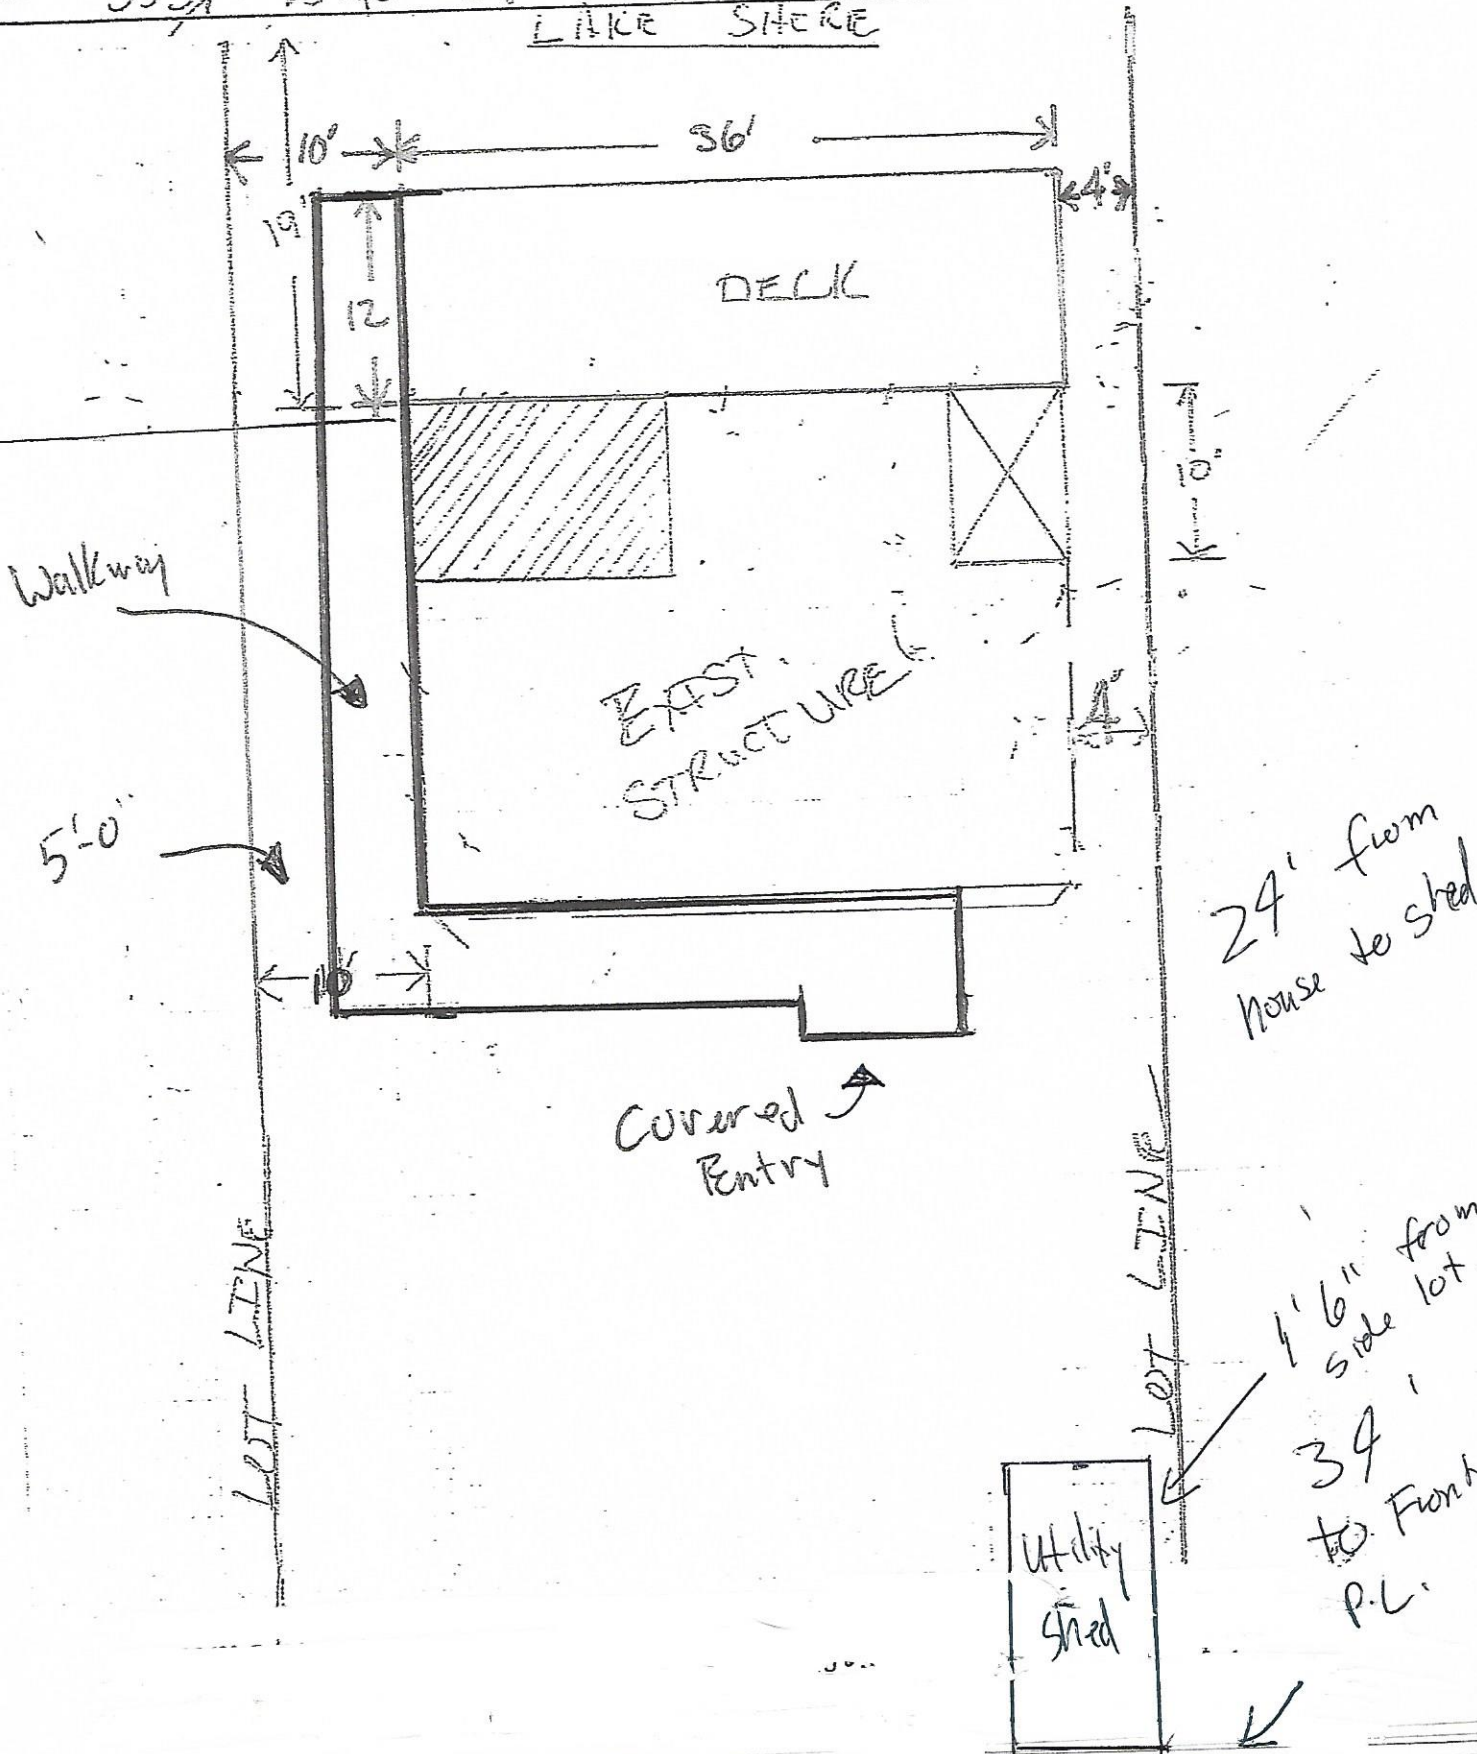 LAKE SHERE
10' 36'
4'
19'
12
DECK
10'
Walkway
EXIST.
STRUCTURE
4'
5'-0"
24' from
house to shed
10'
Covered
Entry
LOT LINE
LOT LINE
1'6" from
side lot
34'
to Front
P.L.
Utility
Shed